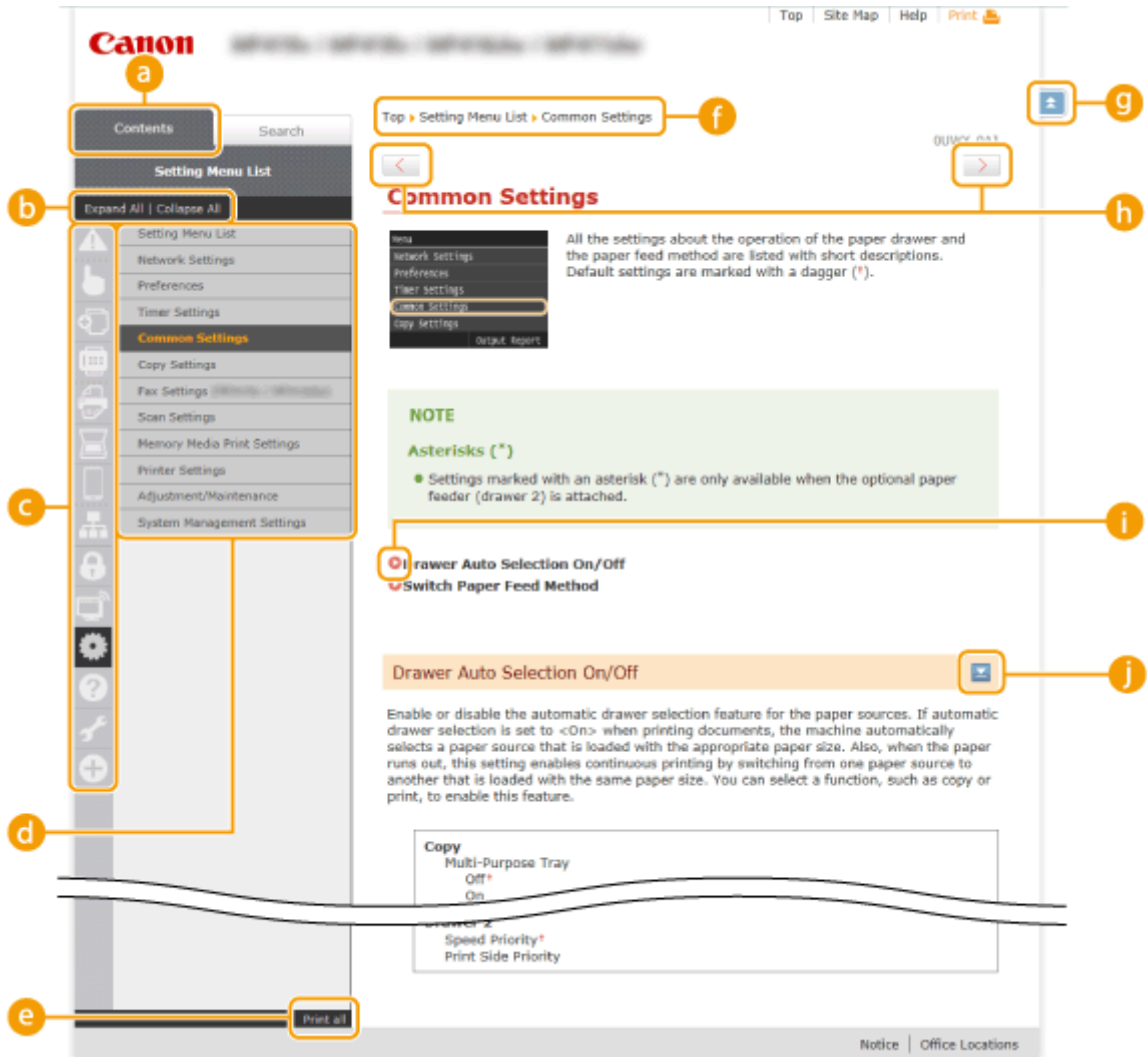 Top | Site Map | Help | Print
Canon
a
g
Contents
Search
Top Setting Menu List Common Settings
f
Setting Menu List
< >
h
b
Expand All | Collapse All
Common Settings
Setting Menu List
Network Settings
Preferences
Timer Settings
Common Settings
Copy Settings
Fax Settings
Scan Settings
Memory Media Print Settings
Printer Settings
Adjustment/Maintenance
System Management Settings
c
d
Menu
Network Settings
Preferences
Timer Settings
Common Settings
Copy Settings
Output Report
All the settings about the operation of the paper drawer and
the paper feed method are listed with short descriptions.
Default settings are marked with a dagger (†).
NOTE
Asterisks (*)
Settings marked with an asterisk (*) are only available when the optional paper
feeder (drawer 2) is attached.
i
Drawer Auto Selection On/Off
Switch Paper Feed Method
Drawer Auto Selection On/Off
j
Enable or disable the automatic drawer selection feature for the paper sources. If automatic
drawer selection is set to <On> when printing documents, the machine automatically
selects a paper source that is loaded with the appropriate paper size. Also, when the paper
runs out, this setting enables continuous printing by switching from one paper source to
another that is loaded with the same paper size. You can select a function, such as copy or
print, to enable this feature.
Copy
Multi-Purpose Tray
Off†
On
Drawer 2
Speed Priority†
Print Side Priority
e
Print all
Notice | Office Locations